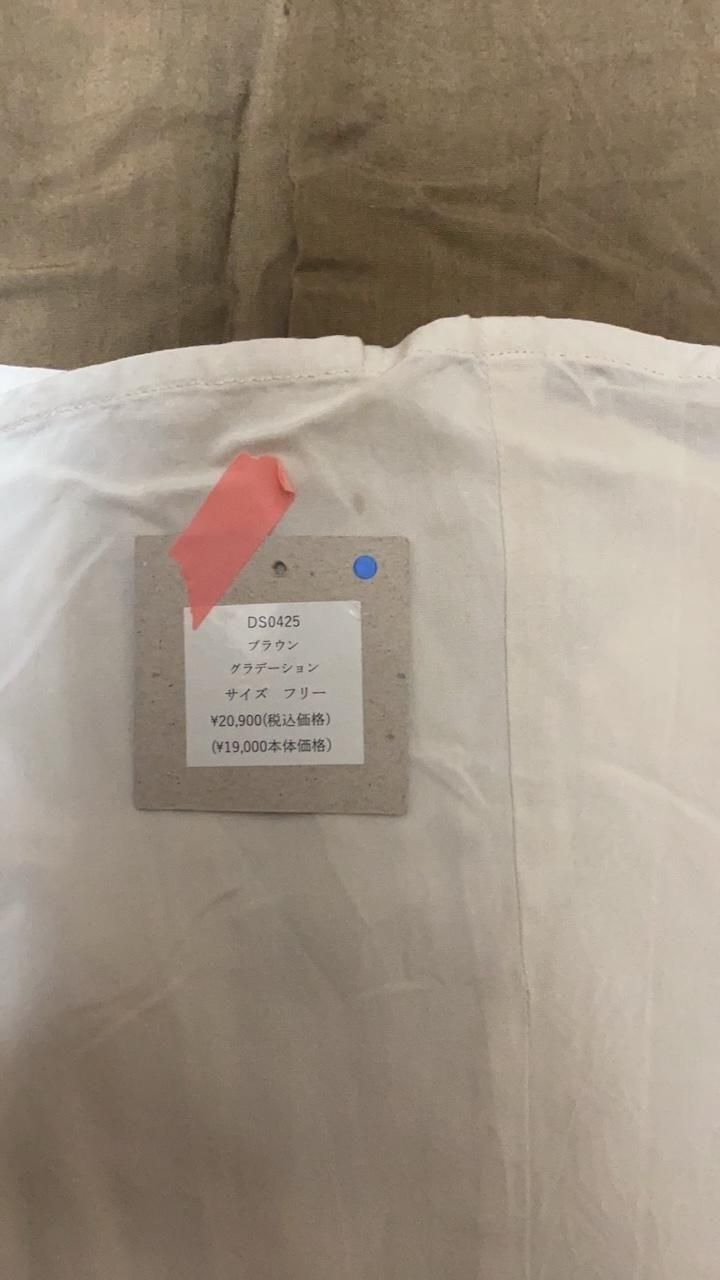 DS0425
ブラウン
グラデーション
サイズ　フリー
¥20,900(税込価格)
(¥19,000本体価格)